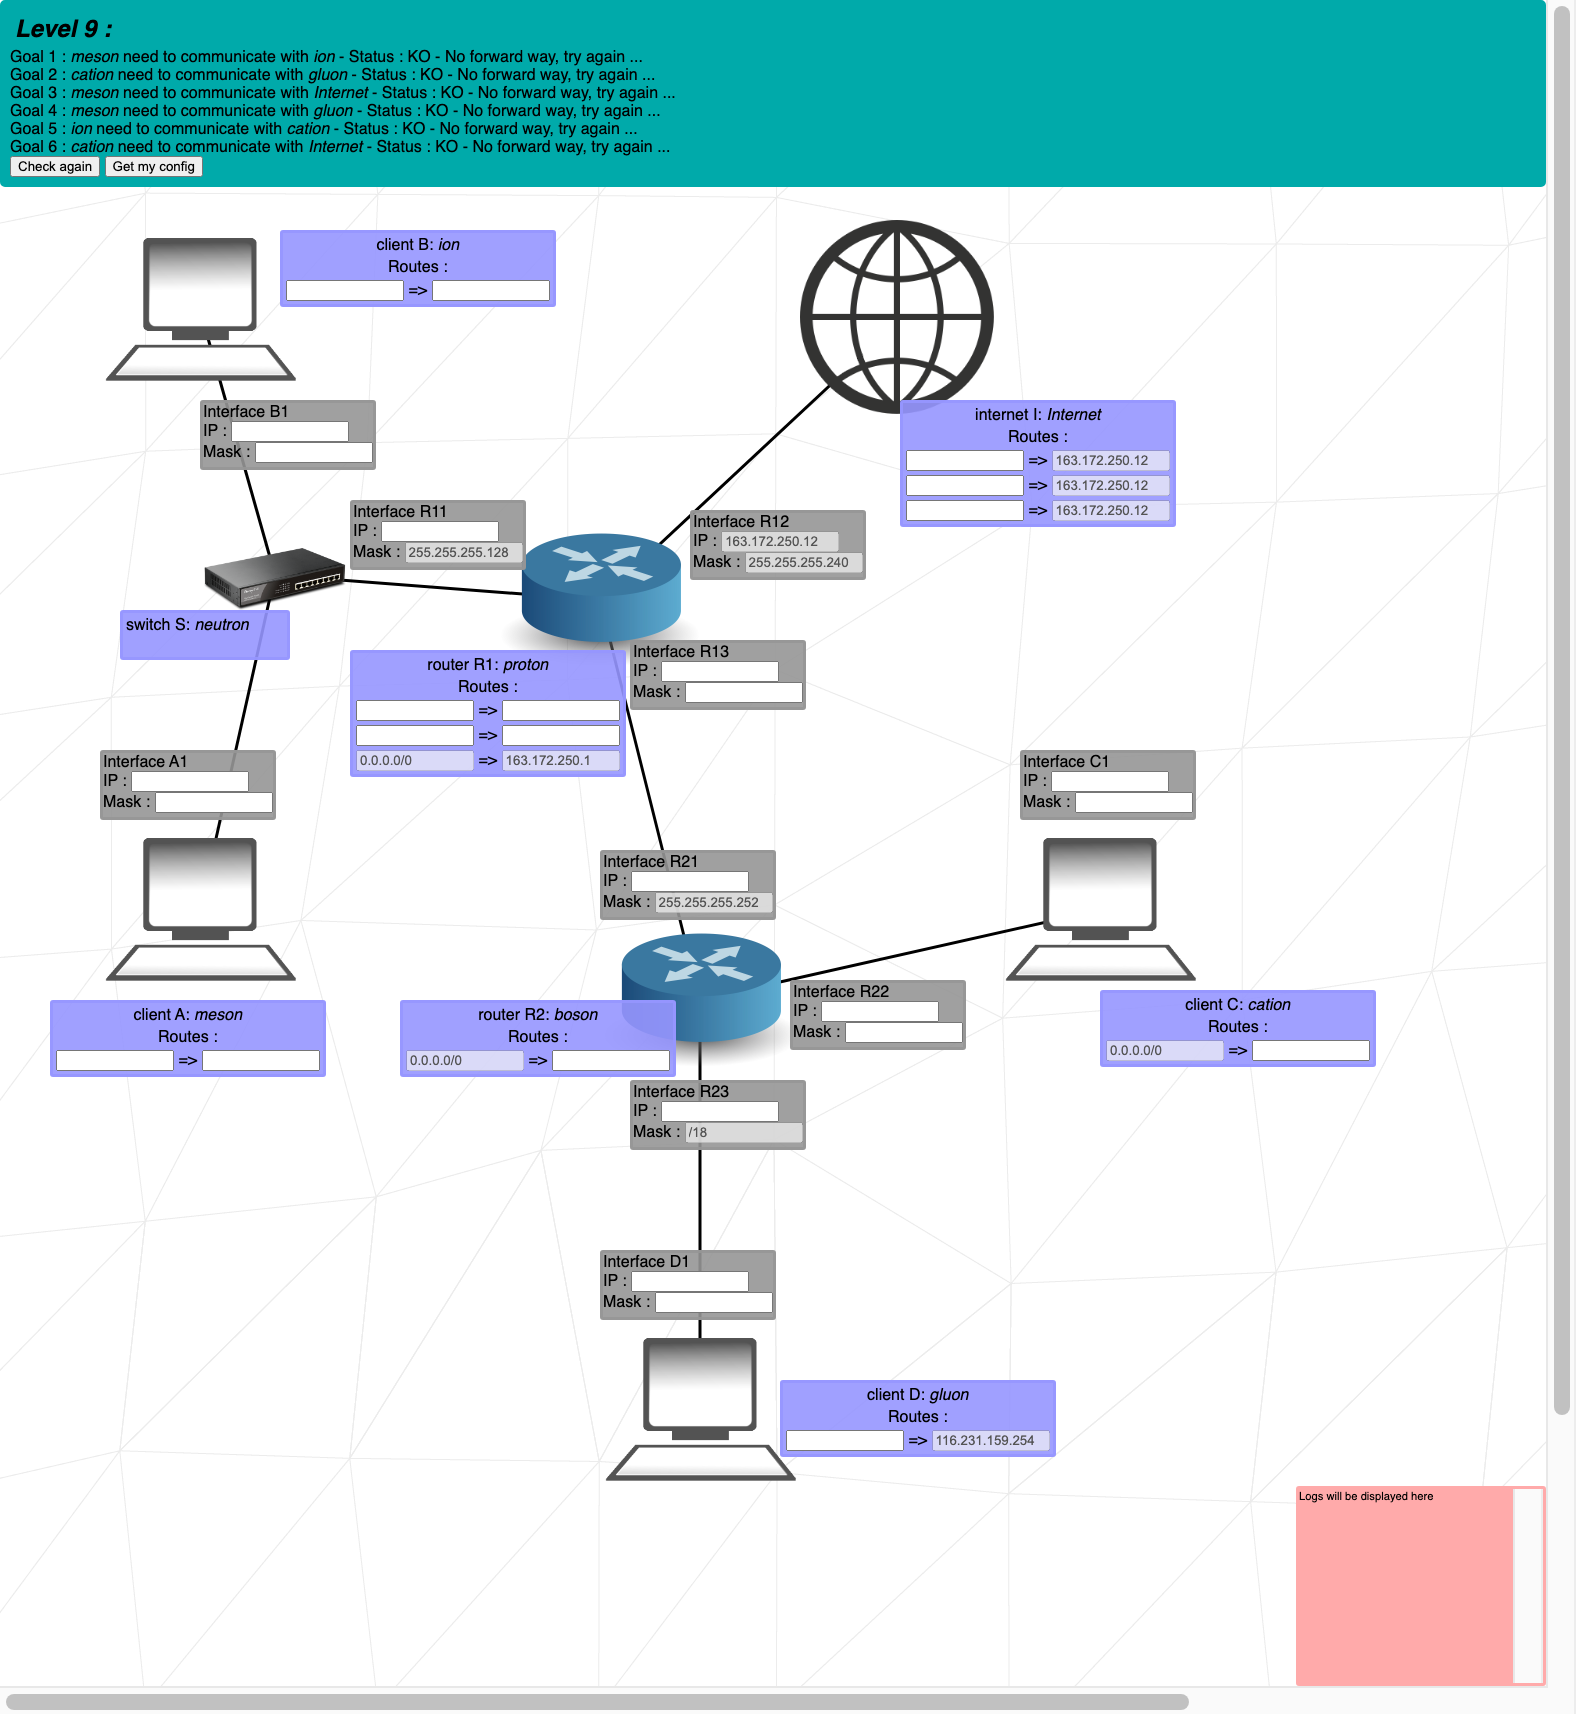 Level 9 :
Goal 1 : meson need to communicate with ion - Status : KO - No forward way, try again ...
Goal 2 : cation need to communicate with gluon - Status : KO - No forward way, try again ...
Goal 3 : meson need to communicate with Internet - Status : KO - No forward way, try again ...
Goal 4 : meson need to communicate with gluon - Status : KO - No forward way, try again ...
Goal 5 : ion need to communicate with cation - Status : KO - No forward way, try again ...
Goal 6 : cation need to communicate with Internet - Status : KO - No forward way, try again ...
Check again Get my config
client B: ion
Routes :
=>
Interface B1
IP :
Mask :
internet I: Internet
Routes :
=> 163.172.250.12
=> 163.172.250.12
=> 163.172.250.12
Interface R11
IP :
Mask : 255.255.255.128
Interface R12
IP : 163.172.250.12
Mask : 255.255.255.240
switch S: neutron
Interface R13
IP :
Mask :
router R1: proton
Routes :
=>
=>
0.0.0.0/0 => 163.172.250.1
Interface A1
IP :
Mask :
Interface C1
IP :
Mask :
Interface R21
IP :
Mask : 255.255.255.252
client A: meson
Routes :
=>
router R2: boson
Routes :
0.0.0.0/0 =>
Interface R22
IP :
Mask :
client C: cation
Routes :
0.0.0.0/0 =>
Interface R23
IP :
Mask : /18
Interface D1
IP :
Mask :
client D: gluon
Routes :
=> 116.231.159.254
Logs will be displayed here